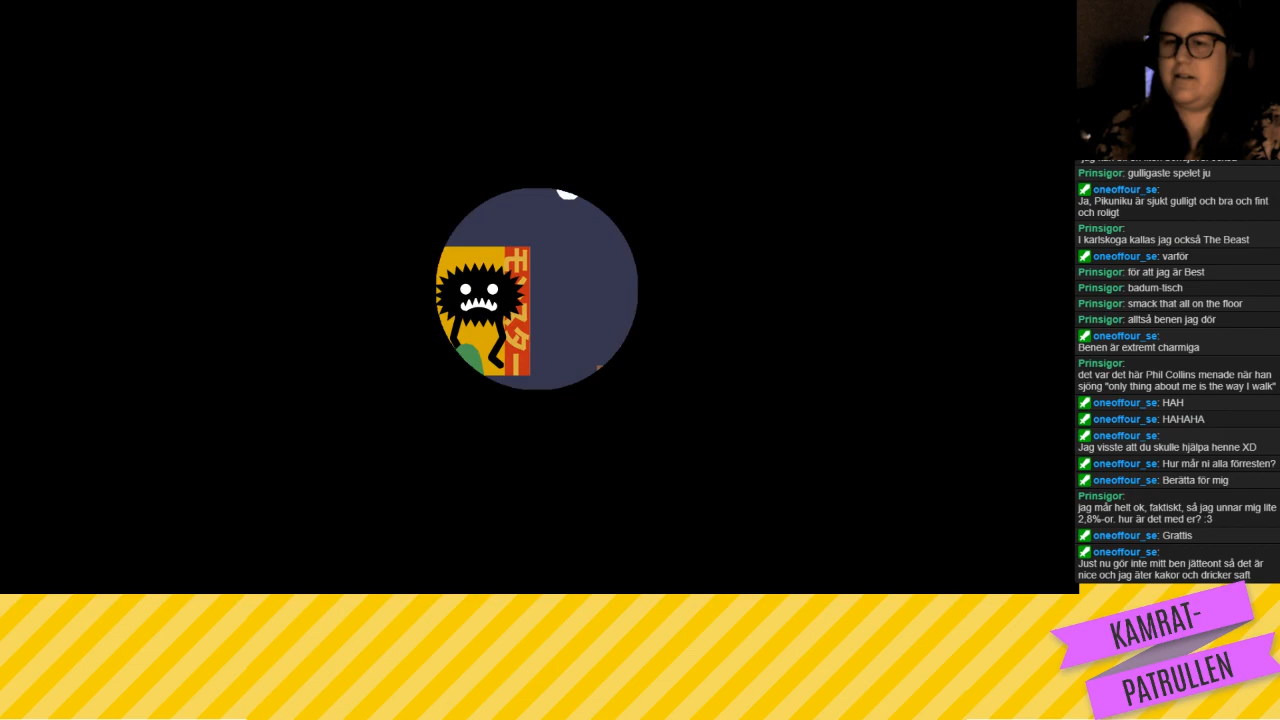 モンスター
Prinsigor: gulligaste spelet ju
oneoffour_se:
Ja, Pikuniku är sjukt gulligt och bra och fint
och roligt
Prinsigor:
I karlskoga kallas jag också The Beast
oneoffour_se: varför
Prinsigor: för att jag är Best
Prinsigor: badum-tisch
Prinsigor: smack that all on the floor
Prinsigor: alltså benen jag dör
oneoffour_se:
Benen är extremt charmiga
Prinsigor:
det var det här Phil Collins menade när han
sjöng "only thing about me is the way I walk"
oneoffour_se: HAH
oneoffour_se: HAHAHA
oneoffour_se:
Jag visste att du skulle hjälpa henne XD
oneoffour_se: Hur mår ni alla förresten?
oneoffour_se: Berätta för mig
Prinsigor:
jag mår helt ok, faktiskt, så jag unnar mig lite
2,8%-or. hur är det med er? :3
oneoffour_se: Grattis
oneoffour_se:
Just nu gör inte mitt ben jätteont så det är
nice och jag äter kakor och dricker saft
KAMRAT-
PATRULLEN